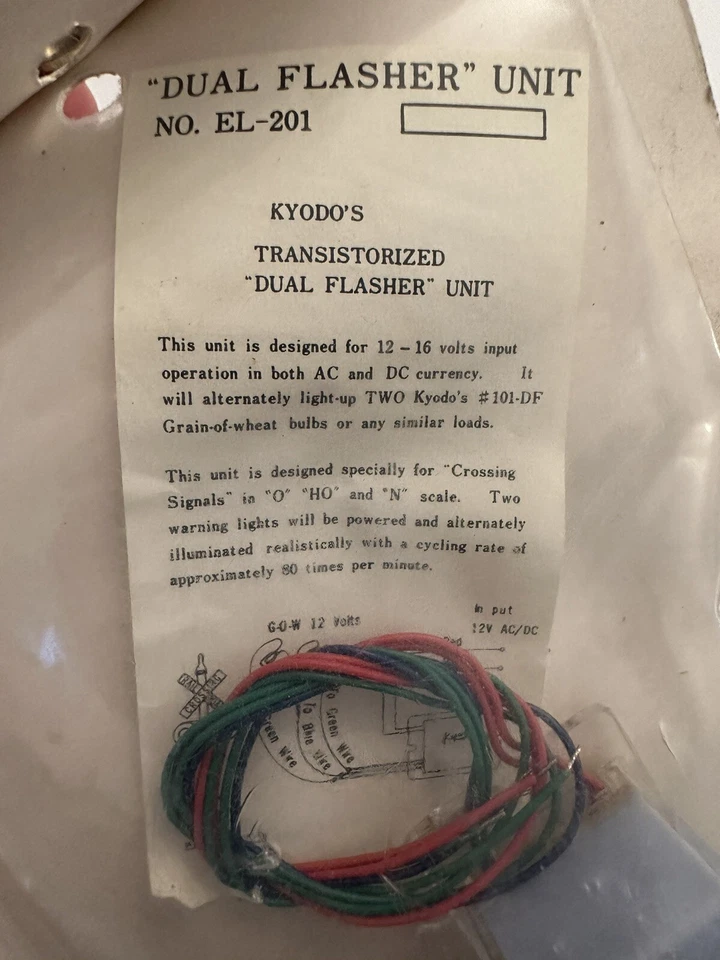 "DUAL FLASHER" UNIT
NO. EL-201
KYODO'S
TRANSISTORIZED
"DUAL FLASHER" UNIT
This unit is designed for 12 – 16 volts input
operation in both AC and DC currency. It
will alternately light-up TWO Kyodo's #101-DF
Grain-of-wheat bulbs or any similar loads.
This unit is designed specially for "Crossing
Signals" in "O" "HO" and "N" scale. Two
warning lights will be powered and alternately
illuminated realistically with a cycling rate of
approximately 80 times per minute.
In put
G-O-W 12 Volts
12V AC/DC
Red
RAIL
CROSSING
To Green Wire
To Blue Wire
Green Wire